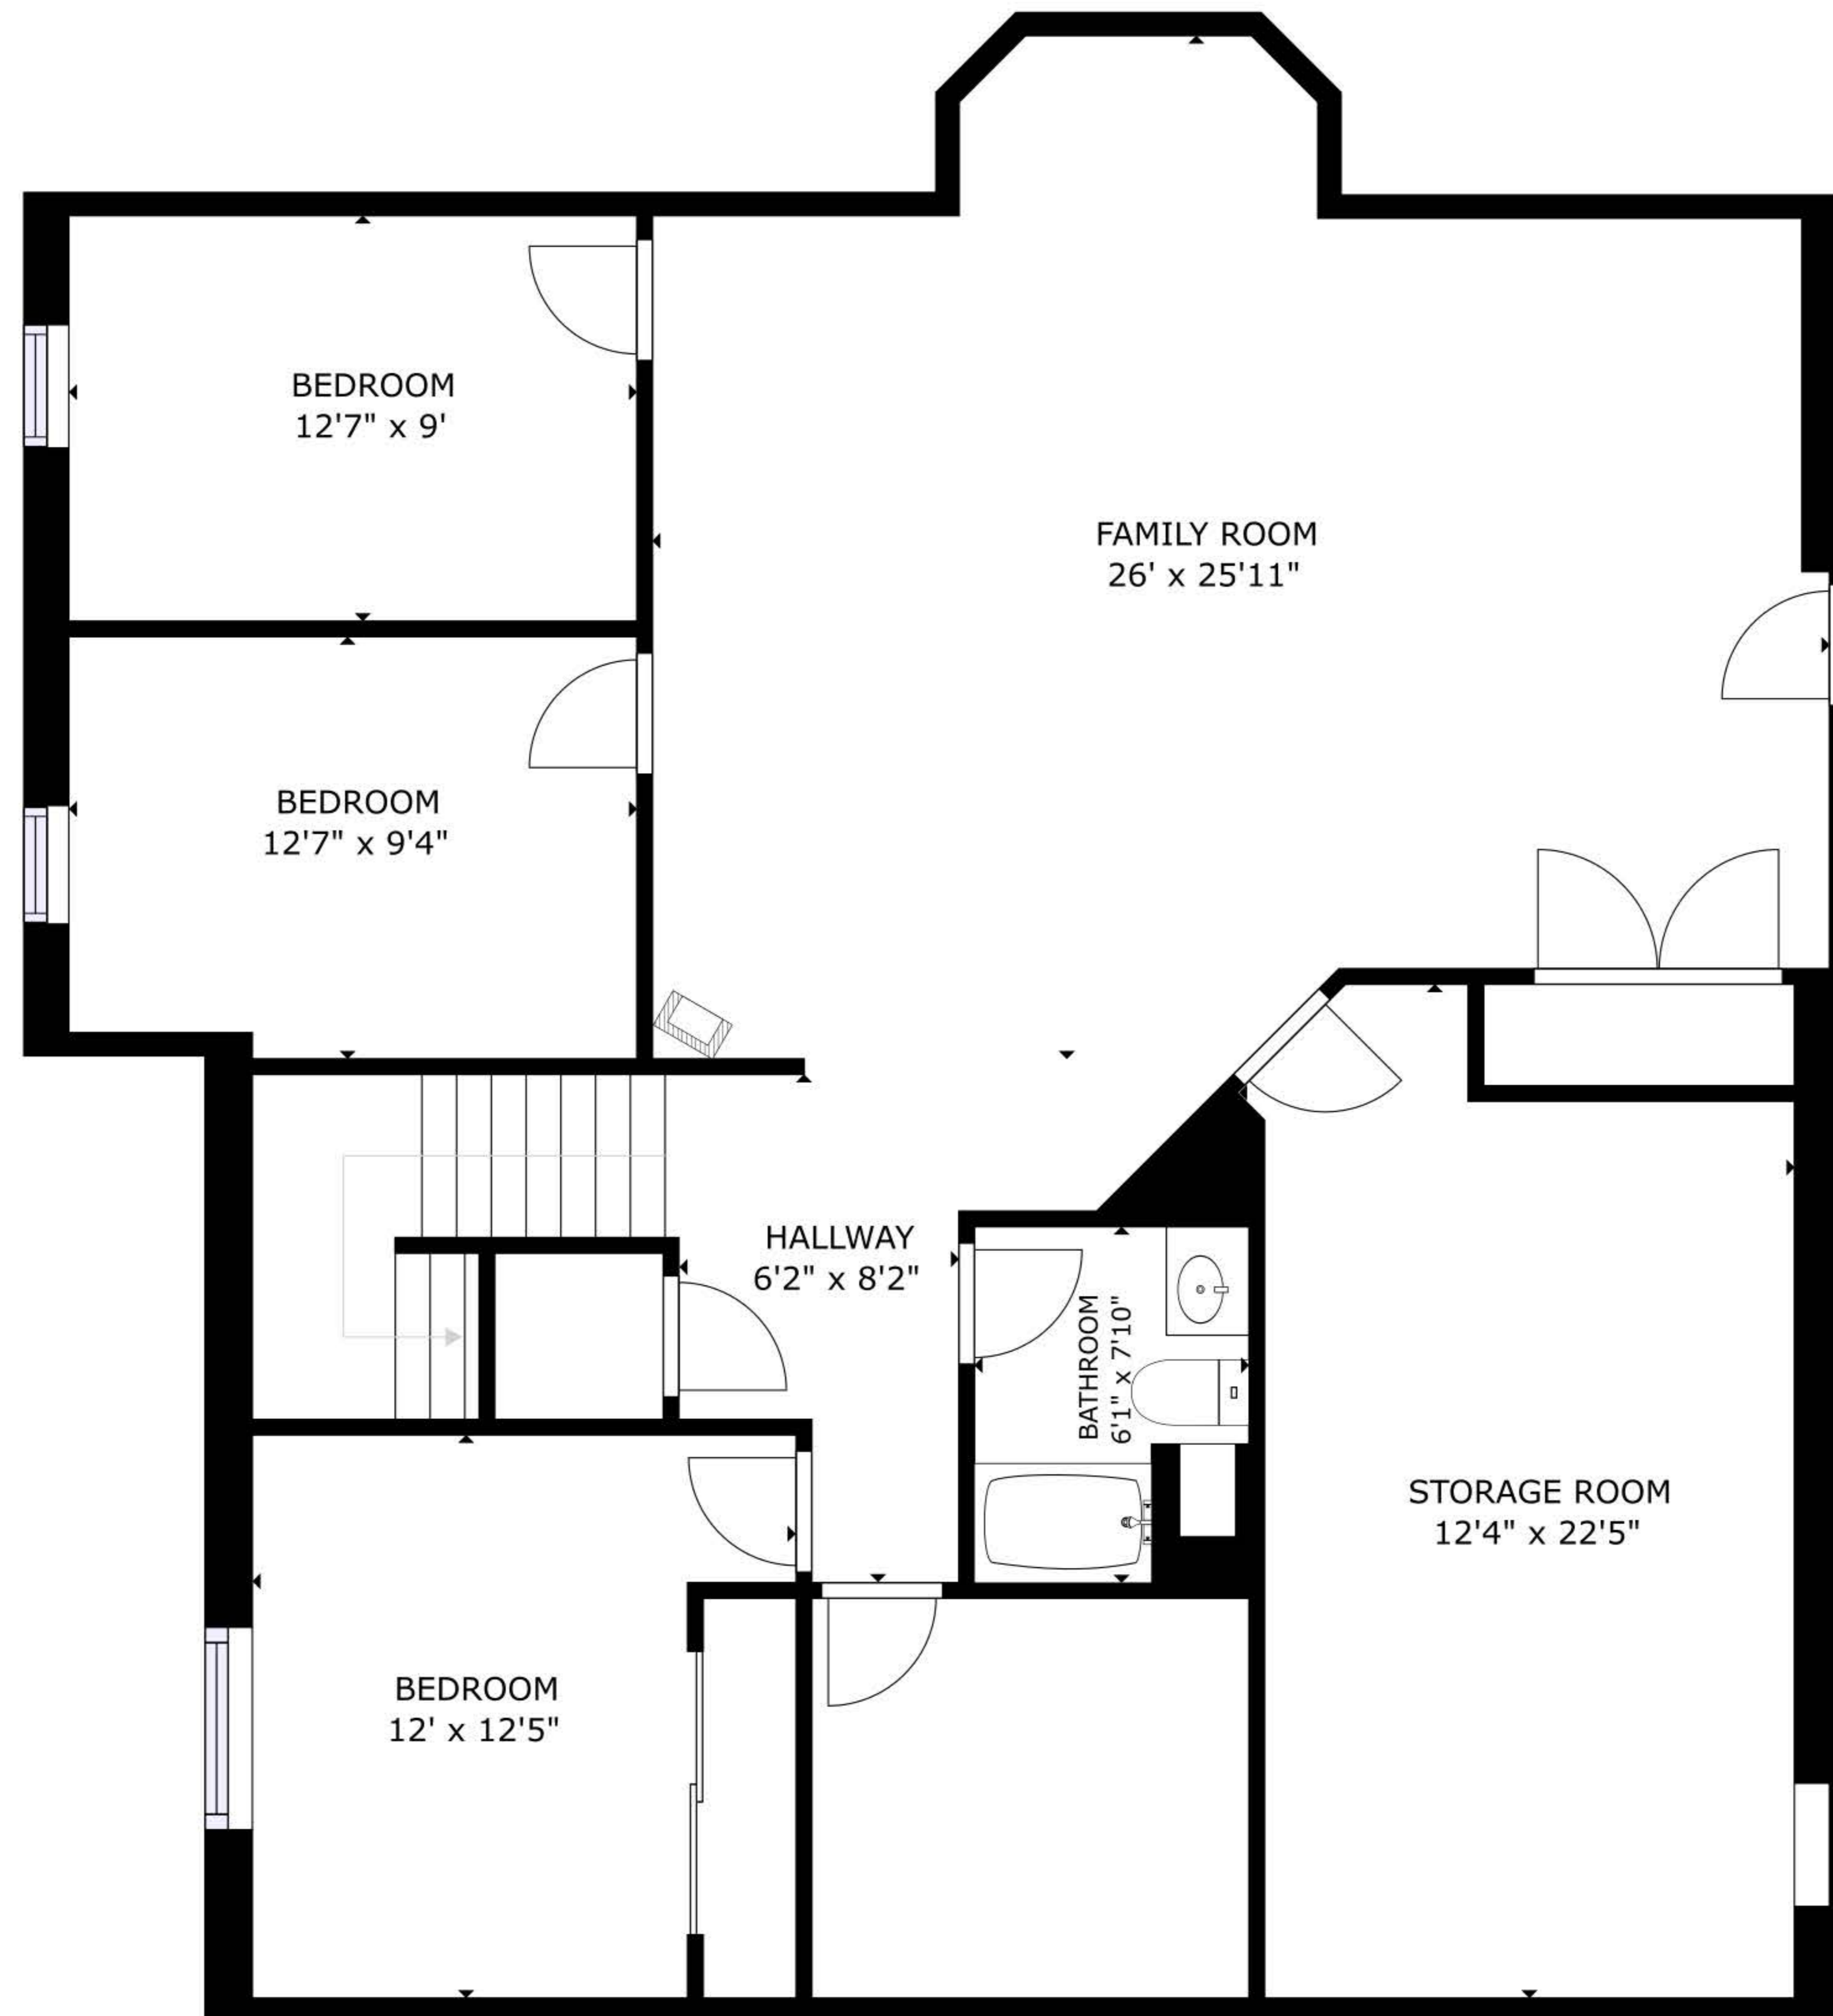 BEDROOM
12'7" x 9'
FAMILY ROOM
26' x 25'11"
BEDROOM
12'7" x 9'4"
HALLWAY
6'2" x 8'2"
BATHROOM
6'1" x 7'10"
STORAGE ROOM
12'4" x 22'5"
BEDROOM
12' x 12'5"